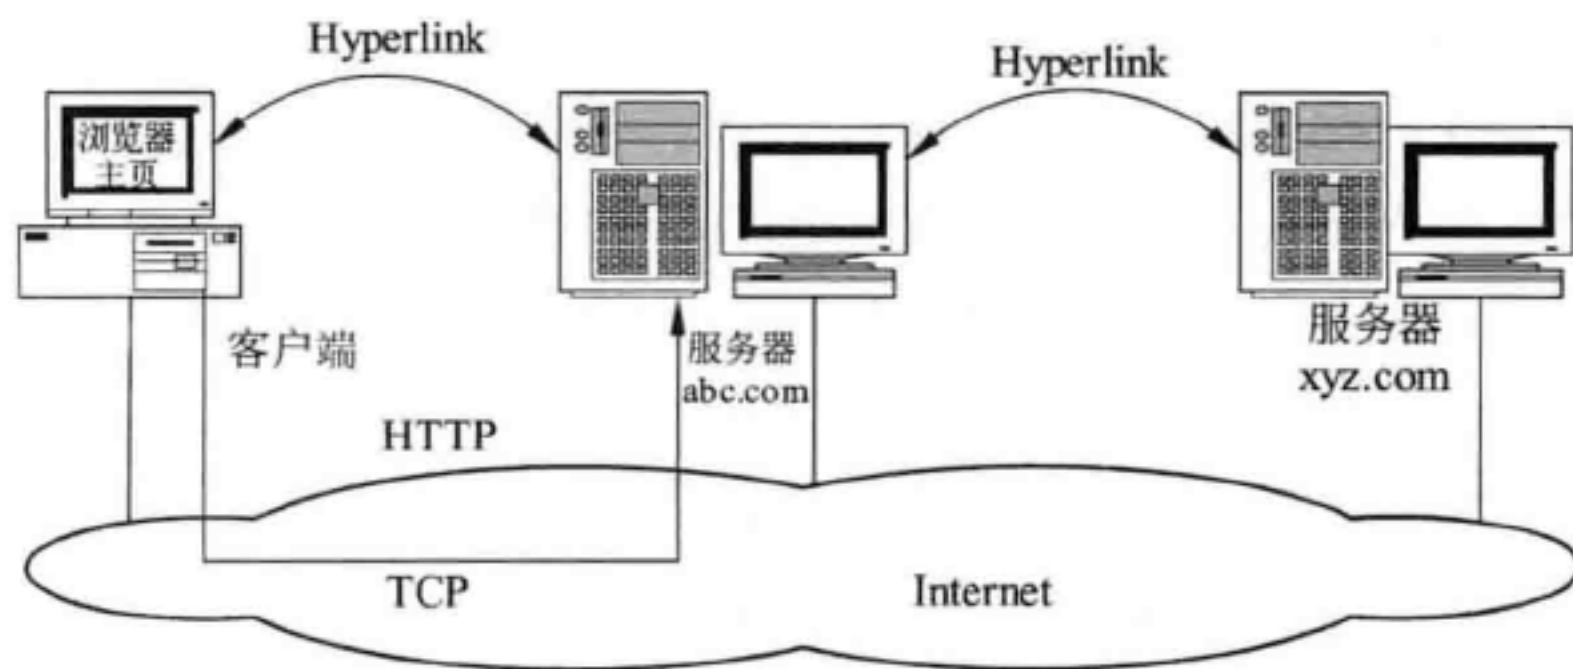 Hyperlink
Hyperlink
浏览器
主页
客户端
服务器
abc.com
服务器
xyz.com
HTTP
TCP
Internet